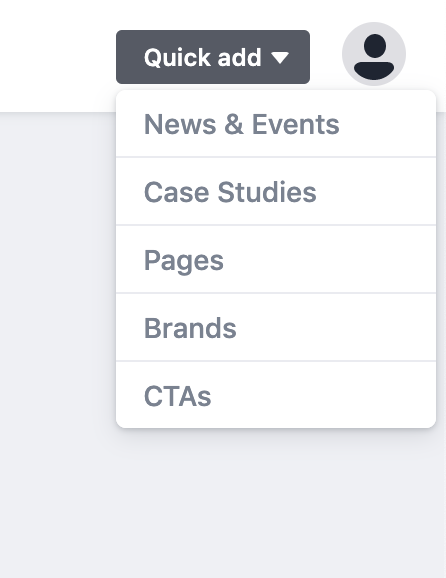 Quick add
News & Events
Case Studies
Pages
Brands
CTAs